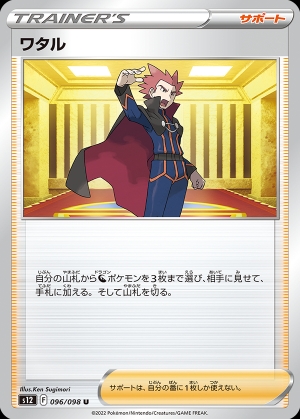 TRAINER'S サポート
ワタル
自分の山札からポケモンを3枚まで選び、相手に見せて、
手札に加える。そして山札を切る。
Illus.Ken Sugimori
s12 F 096/098 U
サポートは、自分の番に1枚しか使えない。
©2022 Pokémon/Nintendo/Creatures/GAME FREAK.